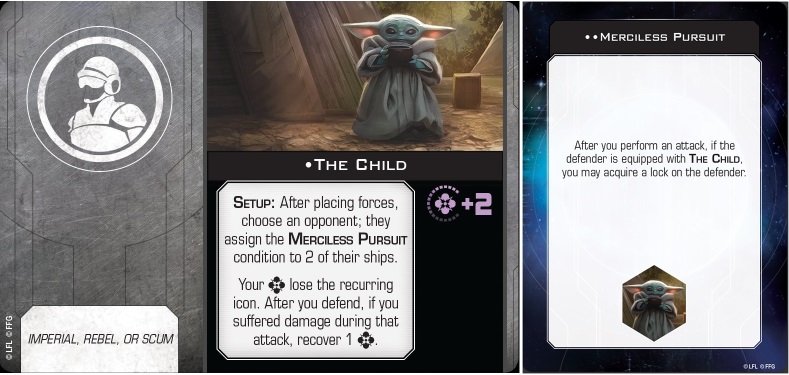 © LFL © FFG
IMPERIAL, REBEL, OR SCUM
•THE CHILD
SETUP: After placing forces,
choose an opponent; they
assign the MERCILESS PURSUIT
condition to 2 of their ships.
Your lose the recurring
icon. After you defend, if you
suffered damage during that
attack, recover 1 .
+2
••MERCILESS PURSUIT
After you perform an attack, if the
defender is equipped with THE CHILD,
you may acquire a lock on the defender.
© LFL © FFG